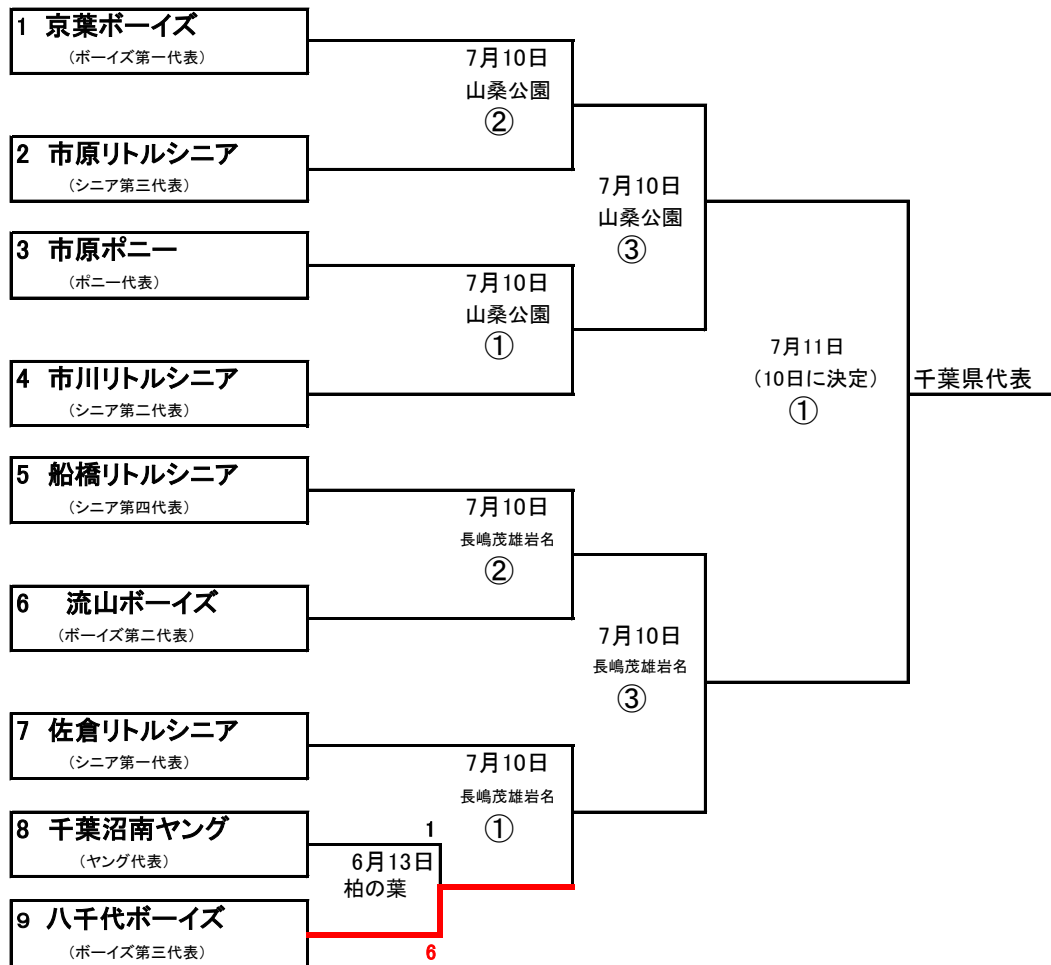 1 京葉ボーイズ
（ボーイズ第一代表）
7月10日
山桑公園
②
2 市原リトルシニア
（シニア第三代表）
7月10日
山桑公園
③
3 市原ポニー
（ポニー代表）
7月10日
山桑公園
①
4 市川リトルシニア
（シニア第二代表）
7月11日
（10日に決定）
①
千葉県代表
5 船橋リトルシニア
（シニア第四代表）
7月10日
長嶋茂雄岩名
②
6 流山ボーイズ
（ボーイズ第二代表）
7月10日
長嶋茂雄岩名
③
7 佐倉リトルシニア
（シニア第一代表）
7月10日
長嶋茂雄岩名
①
8 千葉沼南ヤング
（ヤング代表）
1
6月13日
柏の葉
9 八千代ボーイズ
（ボーイズ第三代表）
6